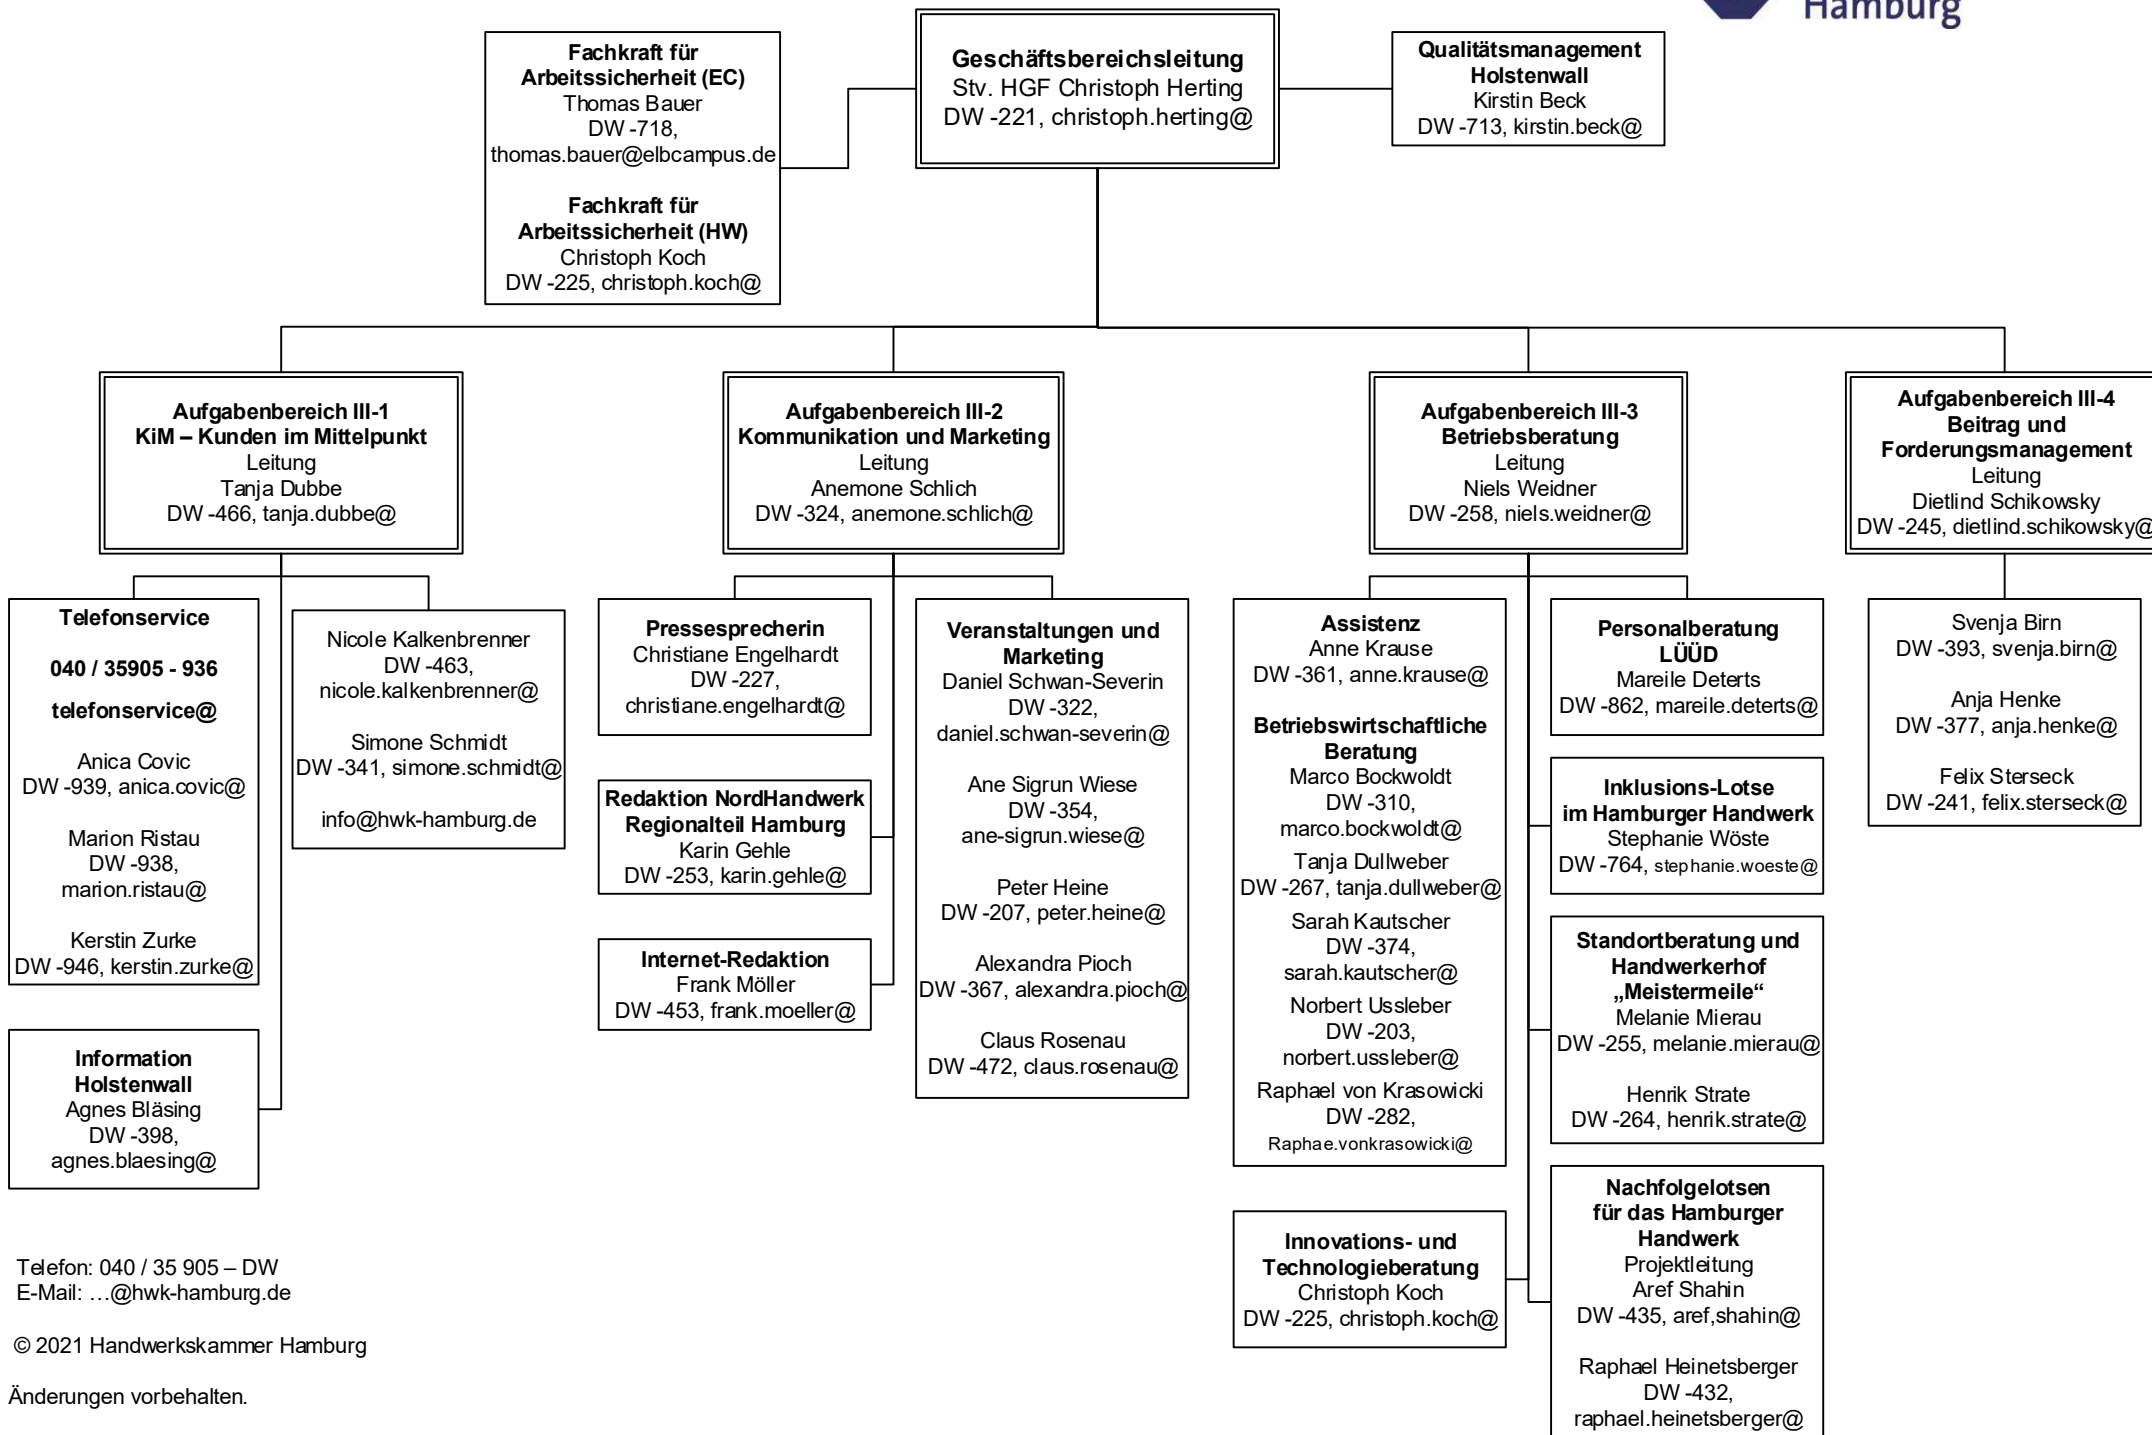 Hamburg
Fachkraft für
Arbeitssicherheit (EC)
Thomas Bauer
DW -718,
thomas.bauer@elbcampus.de
Fachkraft für
Arbeitssicherheit (HW)
Christoph Koch
DW -225, christoph.koch@
Geschäftsbereichsleitung
Stv. HGF Christoph Herting
DW -221, christoph.herting@
Qualitätsmanagement
Holstenwall
Kirstin Beck
DW -713, kirstin.beck@
Aufgabenbereich III-1
KiM – Kunden im Mittelpunkt
Leitung
Tanja Dubbe
DW -466, tanja.dubbe@
Aufgabenbereich III-2
Kommunikation und Marketing
Leitung
Anemone Schlich
DW -324, anemone.schlich@
Aufgabenbereich III-3
Betriebsberatung
Leitung
Niels Weidner
DW -258, niels.weidner@
Aufgabenbereich III-4
Beitrag und
Forderungsmanagement
Leitung
Dietlind Schikowsky
DW -245, dietlind.schikowsky@
Telefonservice
040 / 35905 - 936
telefonservice@
Anica Covic
DW -939, anica.covic@
Marion Ristau
DW -938,
marion.ristau@
Kerstin Zurke
DW -946, kerstin.zurke@
Nicole Kalkenbrenner
DW -463,
nicole.kalkenbrenner@
Simone Schmidt
DW -341, simone.schmidt@
info@hwk-hamburg.de
Information
Holstenwall
Agnes Bläsing
DW -398,
agnes.blaesing@
Pressesprecherin
Christiane Engelhardt
DW -227,
christiane.engelhardt@
Redaktion NordHandwerk
Regionalteil Hamburg
Karin Gehle
DW -253, karin.gehle@
Internet-Redaktion
Frank Möller
DW -453, frank.moeller@
Veranstaltungen und
Marketing
Daniel Schwan-Severin
DW -322,
daniel.schwan-severin@
Ane Sigrun Wiese
DW -354,
ane-sigrun.wiese@
Peter Heine
DW -207, peter.heine@
Alexandra Pioch
DW -367, alexandra.pioch@
Claus Rosenau
DW -472, claus.rosenau@
Assistenz
Anne Krause
DW -361, anne.krause@
Betriebswirtschaftliche
Beratung
Marco Bockwoldt
DW -310,
marco.bockwoldt@
Tanja Dullweber
DW -267, tanja.dullweber@
Sarah Kautscher
DW -374,
sarah.kautscher@
Norbert Ussleber
DW -203,
norbert.ussleber@
Raphael von Krasowicki
DW -282,
Raphae.vonkrasowicki@
Innovations- und
Technologieberatung
Christoph Koch
DW -225, christoph.koch@
Personalberatung
LÜÜD
Mareile Deterts
DW -862, mareile.deterts@
Inklusions-Lotse
im Hamburger Handwerk
Stephanie Wöste
DW -764, stephanie.woeste@
Standortberatung und
Handwerkerhof
„Meistermeile“
Melanie Mierau
DW -255, melanie.mierau@
Henrik Strate
DW -264, henrik.strate@
Nachfolgelotsen
für das Hamburger
Handwerk
Projektleitung
Aref Shahin
DW -435, aref,shahin@
Raphael Heinetsberger
DW -432,
raphael.heinetsberger@
Svenja Birn
DW -393, svenja.birn@
Anja Henke
DW -377, anja.henke@
Felix Sterseck
DW -241, felix.sterseck@
Telefon: 040 / 35 905 – DW
E-Mail: …@hwk-hamburg.de
© 2021 Handwerkskammer Hamburg
Änderungen vorbehalten.